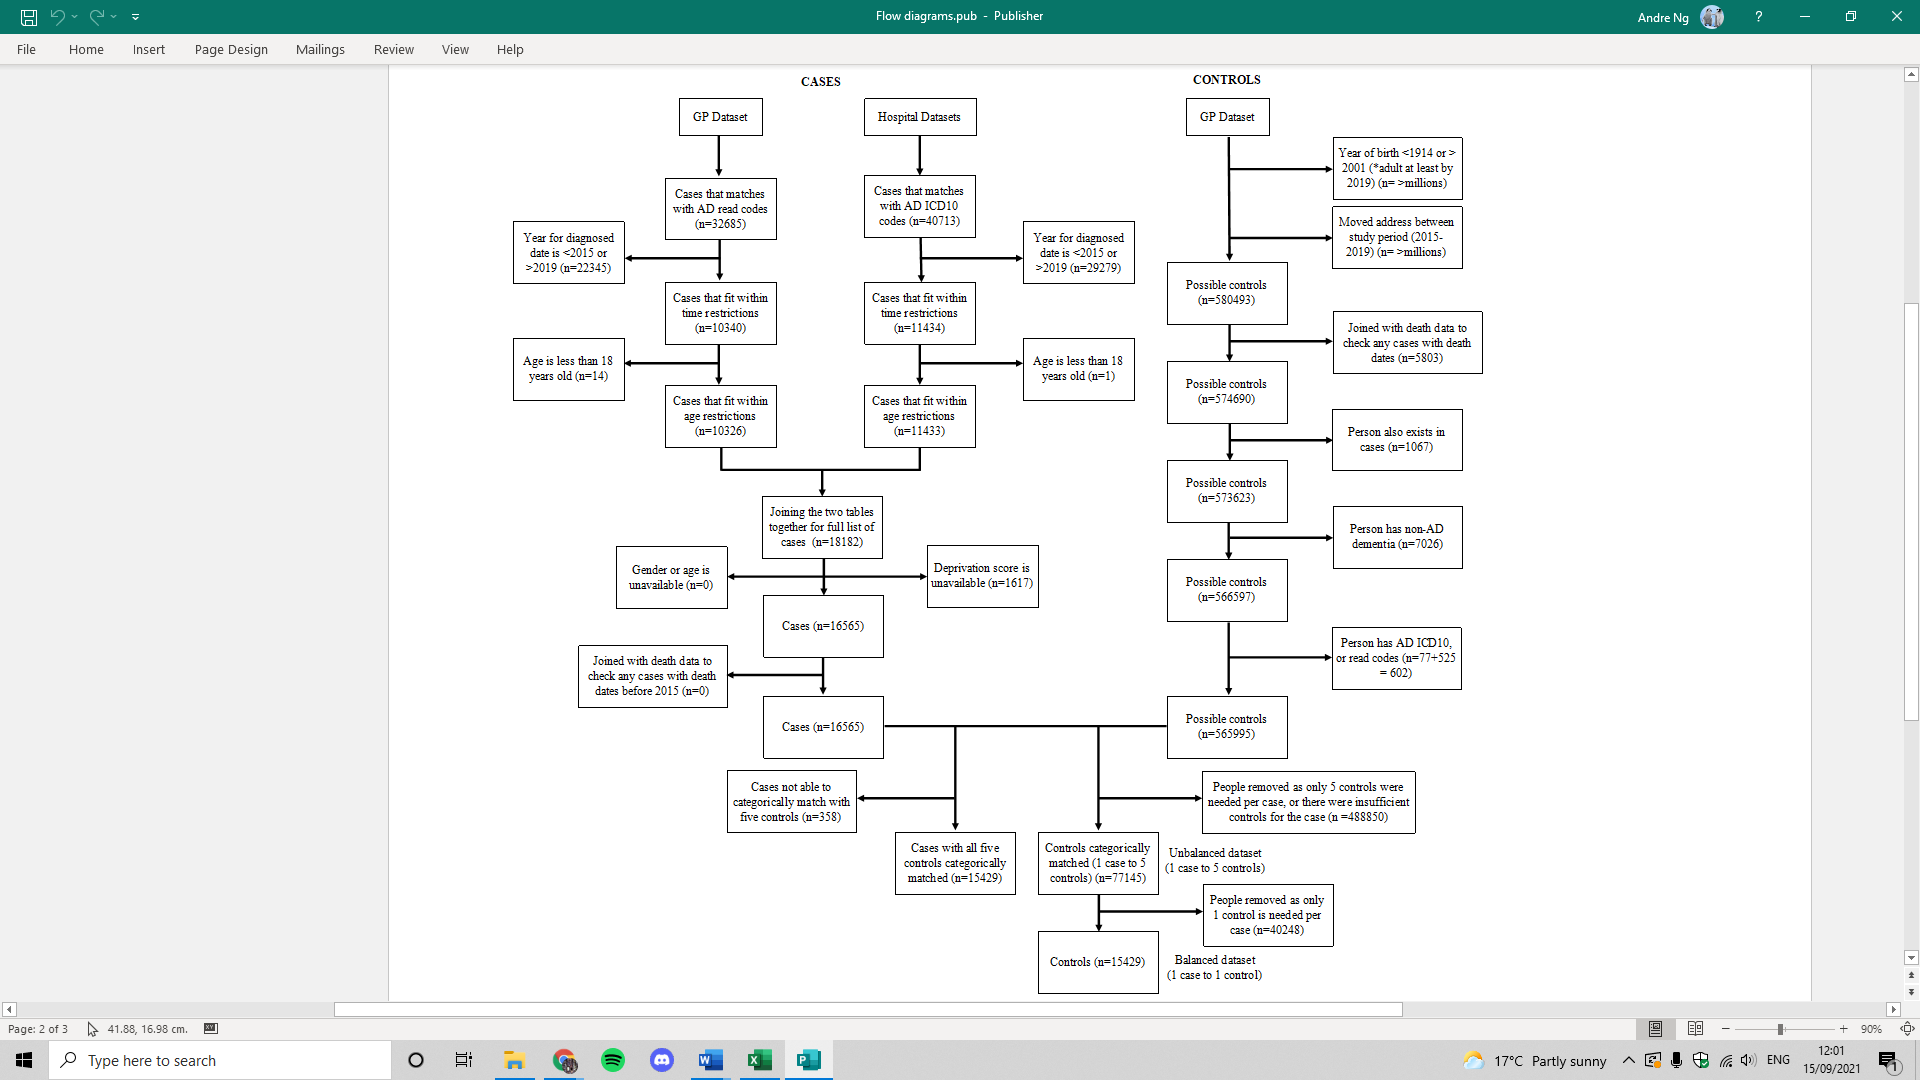 Flow diagrams.pub - Publisher
Andre Ng
?
File Home Insert Page Design Mailings Review View Help
CASES
CONTROLS
GP Dataset
Hospital Datasets
GP Dataset
Year of birth <1914 or >
2001 (*adult at least by
2019) (n= >millions)
Cases that matches
with AD read codes
(n=32685)
Cases that matches
with AD ICD10
codes (n=40713)
Moved address between
study period (2015-
2019) (n= >millions)
Year for diagnosed
date is <2015 or
>2019 (n=22345)
Year for diagnosed
date is <2015 or
>2019 (n=29279)
Possible controls
(n=580493)
Cases that fit within
time restrictions
(n=10340)
Cases that fit within
time restrictions
(n=11434)
Joined with death data to
check any cases with death
dates (n=5803)
Age is less than 18
years old (n=14)
Age is less than 18
years old (n=1)
Possible controls
(n=574690)
Cases that fit within
age restrictions
(n=10326)
Cases that fit within
age restrictions
(n=11433)
Person also exists in
cases (n=1067)
Possible controls
(n=573623)
Joining the two tables
together for full list of
cases (n=18182)
Person has non-AD
dementia (n=7026)
Gender or age is
unavailable (n=0)
Deprivation score is
unavailable (n=1617)
Possible controls
(n=566597)
Cases (n=16565)
Person has AD ICD10,
or read codes (n=77+525
= 602)
Joined with death data to
check any cases with death
dates before 2015 (n=0)
Cases (n=16565)
Possible controls
(n=565995)
Cases not able to
categorically match with
five controls (n=358)
People removed as only 5 controls were
needed per case, or there were insufficient
controls for the case (n =488850)
Cases with all five
controls categorically
matched (n=15429)
Controls categorically
matched (1 case to 5
controls) (n=77145)
Unbalanced dataset
(1 case to 5 controls)
People removed as only
1 control is needed per
case (n=40248)
Controls (n=15429)
Balanced dataset
(1 case to 1 control)
Page: 2 of 3
41.88, 16.98 cm.
90%
Type here to search
17°C Partly sunny
ENG
12:01
15/09/2021
1